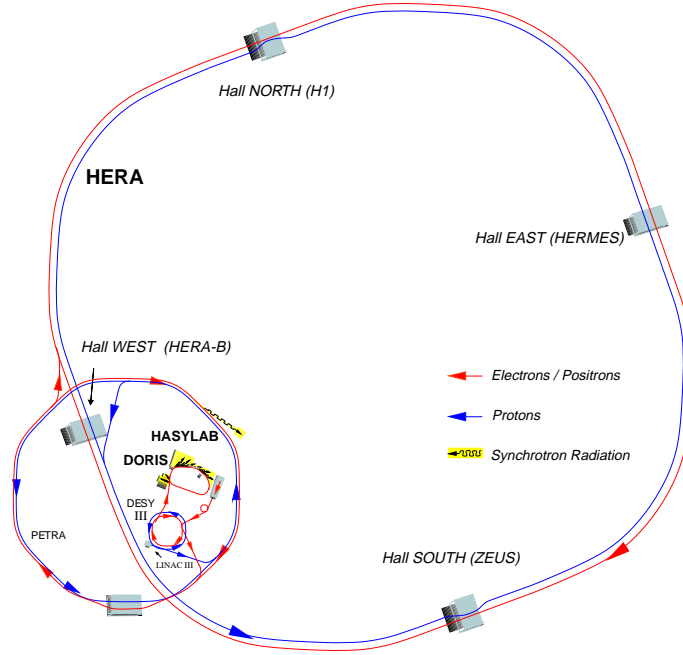 Hall NORTH (H1)
HERA
Hall EAST (HERMES)
Hall WEST (HERA-B)
Electrons / Positrons
Protons
Synchrotron Radiation
HASYLAB
DORIS
DESY
III
PETRA
LINAC III
Hall SOUTH (ZEUS)